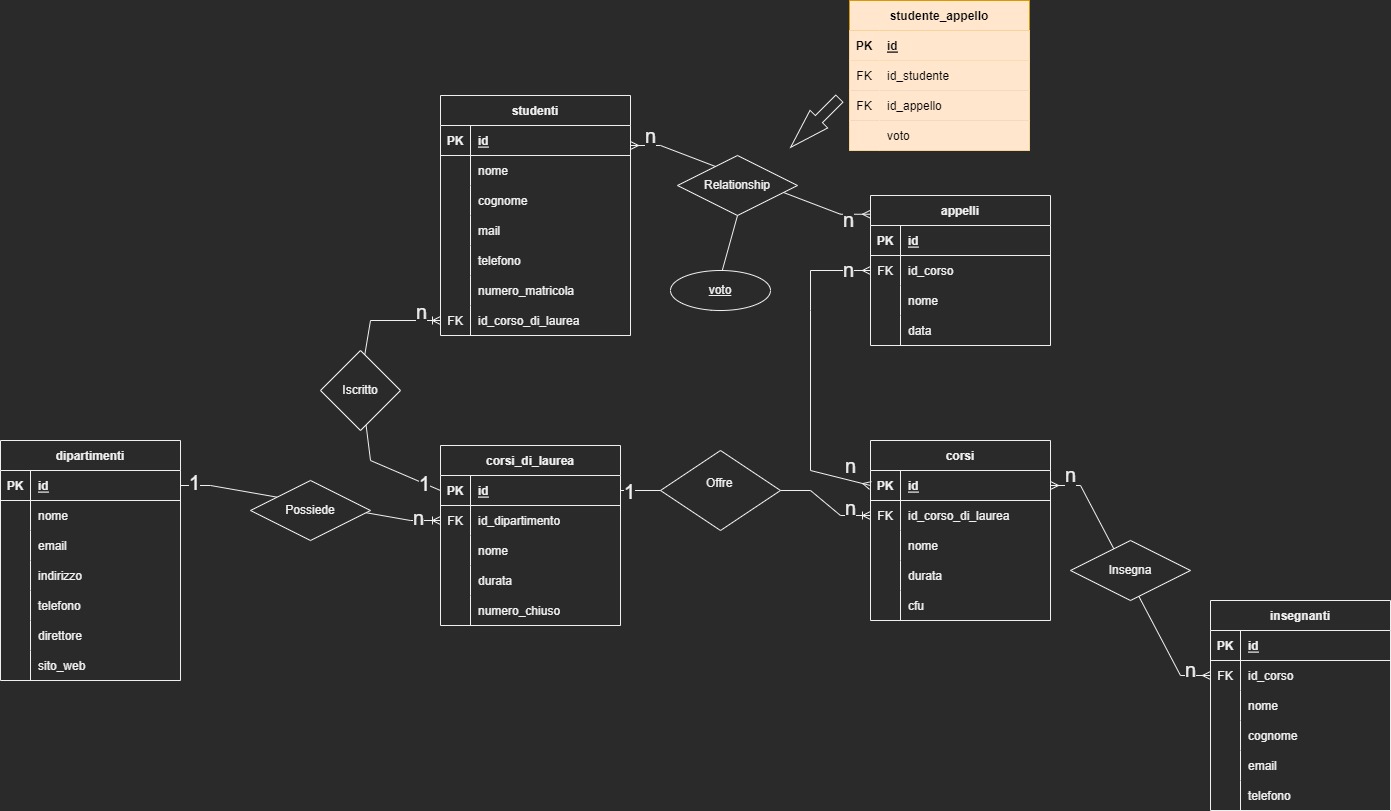 studente_appello
PK id
FK id_studente
FK id_appello
voto
studenti
PK id
nome
cognome
mail
telefono
numero_matricola
FK id_corso_di_laurea
n
Relationship
n
voto
appelli
PK id
n FK id_corso
nome
data
n
Iscritto
1
dipartimenti
PK id
nome
email
indirizzo
telefono
direttore
sito_web
1
Possiede
n
corsi_di_laurea
PK id
FK id_dipartimento
nome
durata
numero_chiuso
1
Offre
n
n
corsi
PK id
FK id_corso_di_laurea
nome
durata
cfu
n
Insegna
n
insegnanti
PK id
FK id_corso
nome
cognome
email
telefono